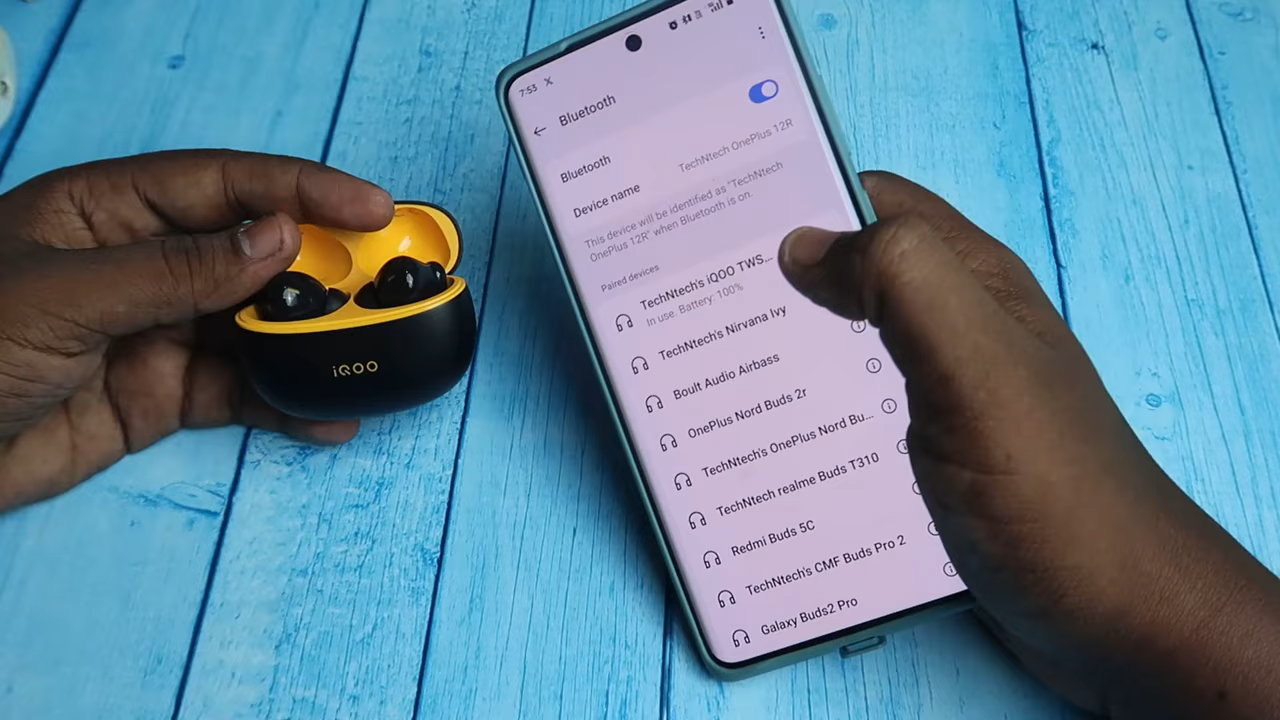 7:53
Bluetooth
Bluetooth
Device name TechNtech OnePlus 12R
This device will be identified as "TechNtech
OnePlus 12R" when Bluetooth is on.
Paired devices
TechNtech's iQOO TWS...
In use. Battery: 100%
TechNtech's Nirvana Ivy
Boult Audio Airbass
OnePlus Nord Buds 2r
TechNtech's OnePlus Nord Bu...
TechNtech realme Buds T310
Redmi Buds 5C
TechNtech's CMF Buds Pro 2
Galaxy Buds2 Pro
iQOO